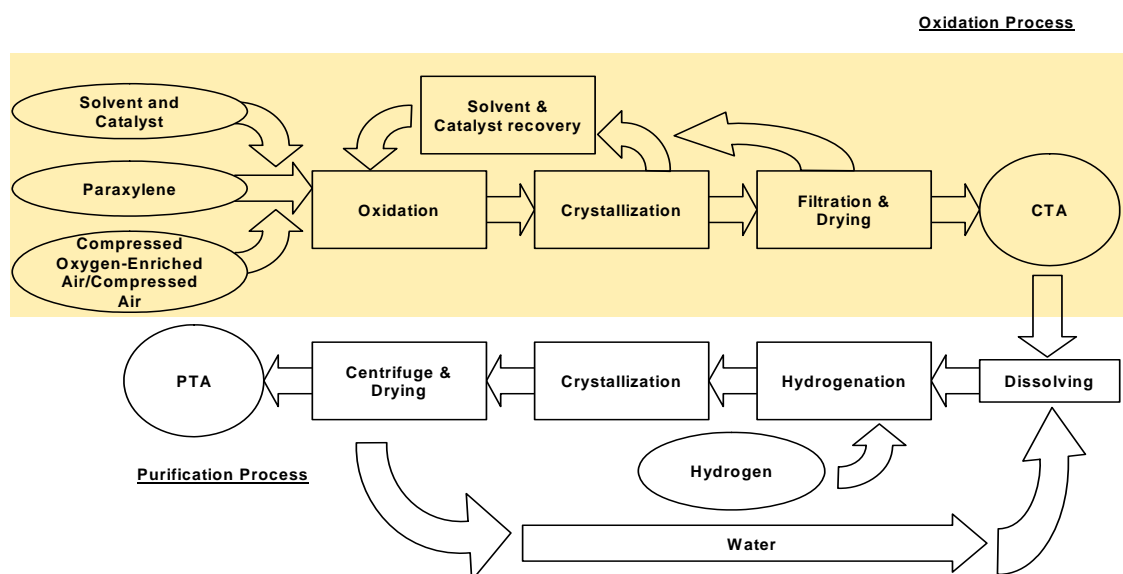 Oxidation Process
Solvent and
Catalyst
Solvent &
Catalyst recovery
Paraxylene
Oxidation
Crystallization
Filtration &
Drying
CTA
Compressed
Oxygen-Enriched
Air/Compressed
Air
PTA
Centrifuge &
Drying
Crystallization
Hydrogenation
Dissolving
Purification Process
Hydrogen
Water